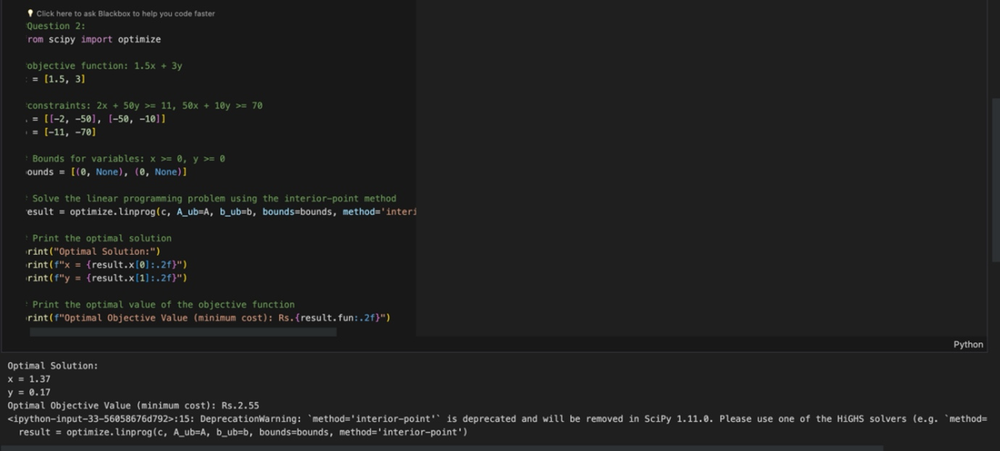 Click here to ask Blackbox to help you code faster
Question 2:
rom scipy import optimize
objective function: 1.5x + 3y
= [1.5, 3]
constraints: 2x + 50y >= 11, 50x + 10y >= 70
= [[-2, -50], [-50, -10]]
= [-11, -70]
Bounds for variables: x >= 0, y >= 0
ounds = [(0, None), (0, None)]
Solve the linear programming problem using the interior-point method
esult = optimize.linprog(c, A_ub=A, b_ub=b, bounds=bounds, method='interi
Print the optimal solution
rint("Optimal Solution:")
rint(f"x = {result.x[0]:.2f}")
rint(f"y = {result.x[1]:.2f}")
Print the optimal value of the objective function
rint(f"Optimal Objective Value (minimum cost): Rs.{result.fun:.2f}")
Python
Optimal Solution:
x = 1.37
y = 0.17
Optimal Objective Value (minimum cost): Rs.2.55
<ipython-input-33-56058676d792>:15: DeprecationWarning: `method='interior-point'` is deprecated and will be removed in SciPy 1.11.0. Please use one of the HiGHS solvers (e.g. `method=
result = optimize.linprog(c, A_ub=A, b_ub=b, bounds=bounds, method='interior-point')